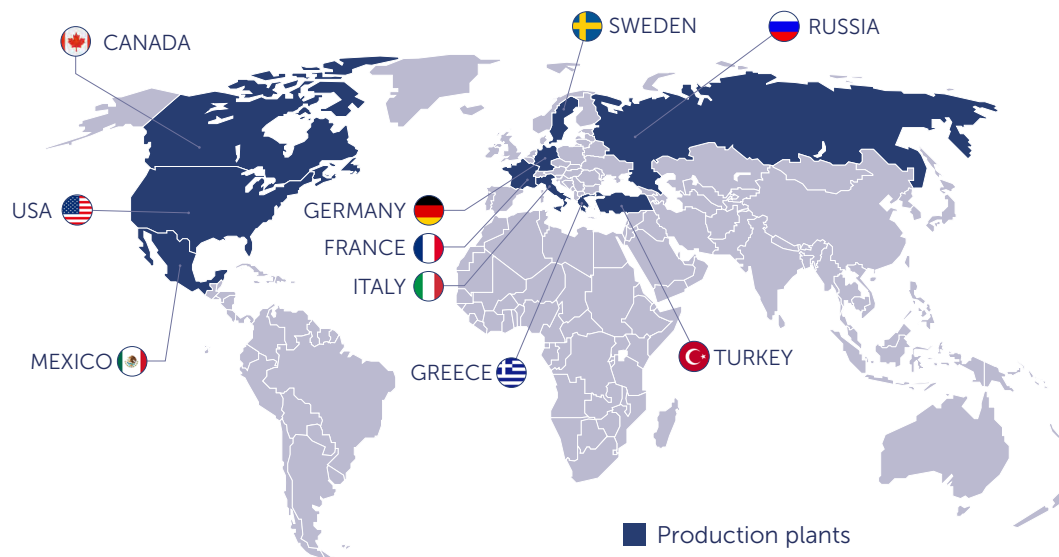 CANADA
SWEDEN
RUSSIA
USA
GERMANY
FRANCE
ITALY
MEXICO
GREECE
TURKEY
Production plants